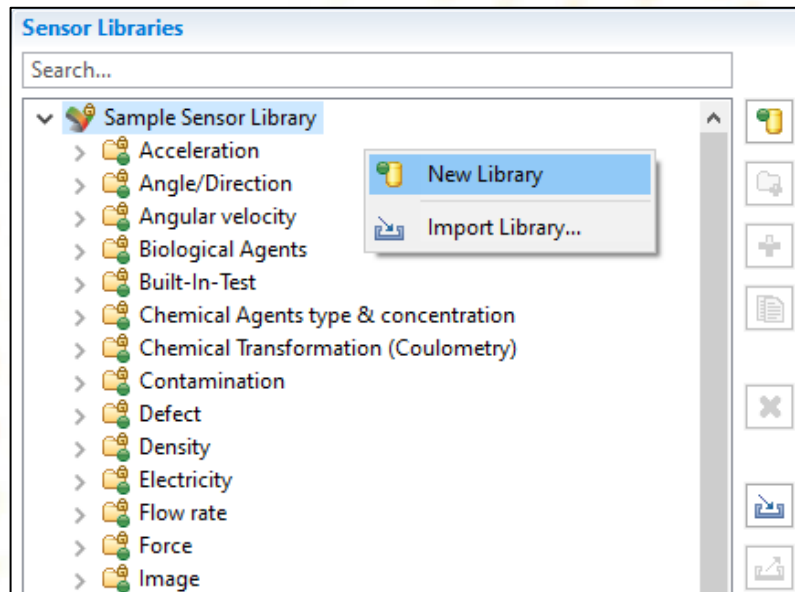 Sensor Libraries
Search...
Sample Sensor Library
Acceleration
Angle/Direction
Angular velocity
Biological Agents
Built-In-Test
Chemical Agents type & concentration
Chemical Transformation (Coulometry)
Contamination
Defect
Density
Electricity
Flow rate
Force
Image
New Library
Import Library...